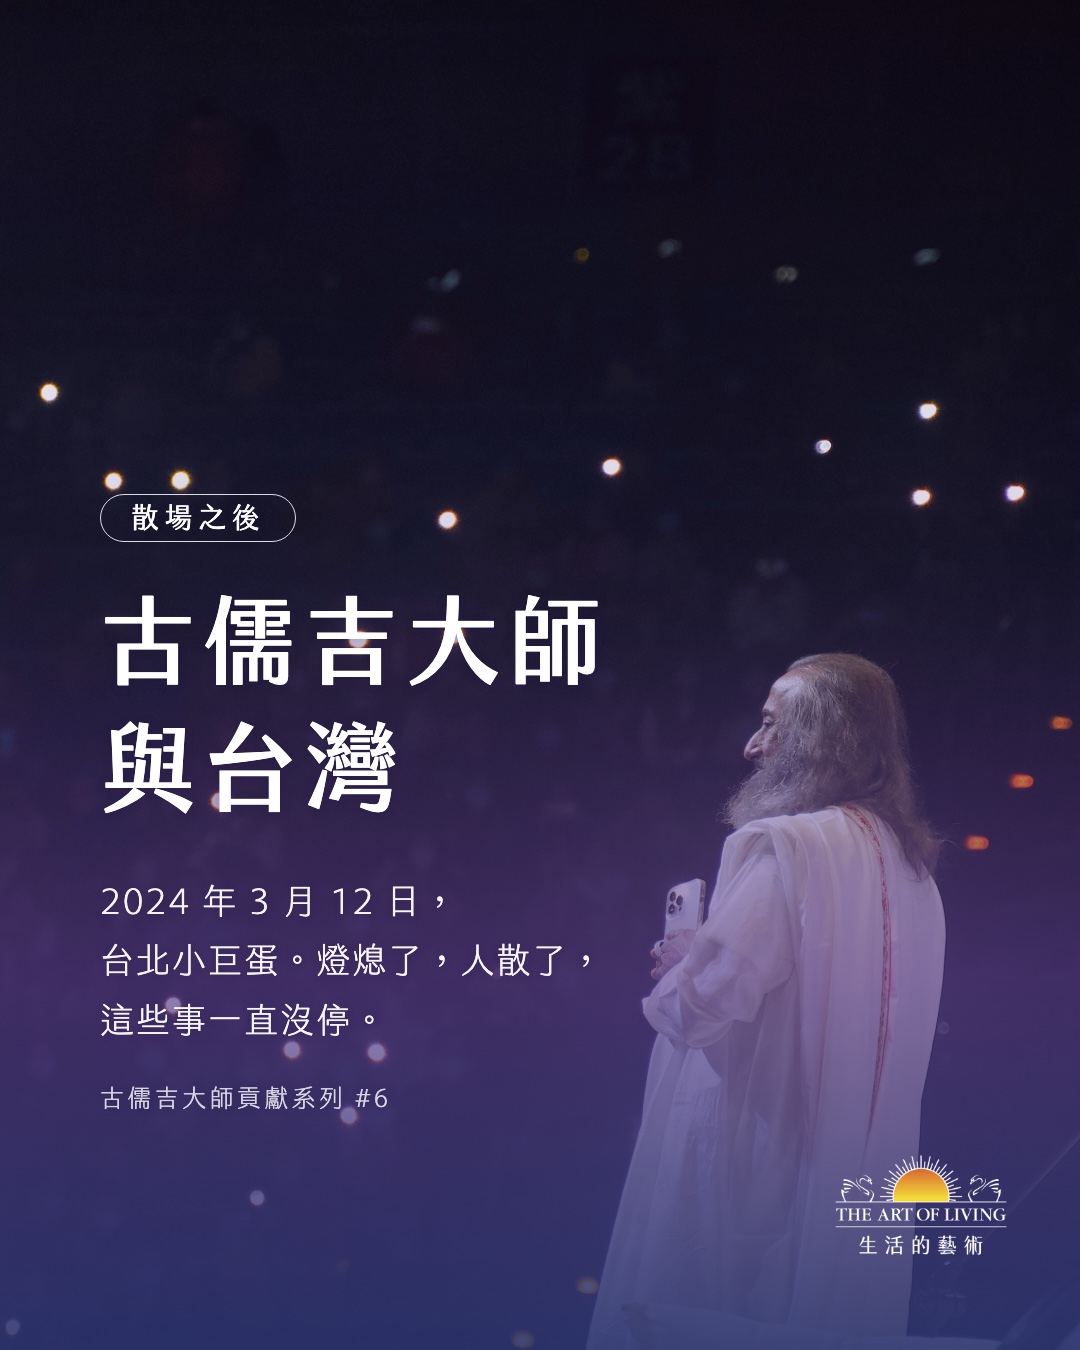 散場之後
古儒吉大師
與台灣
2024 年 3 月 12 日，
台北小巨蛋。燈熄了，人散了，
這些事一直沒停。
古儒吉大師貢獻系列 #6
THE ART OF LIVING
生活的藝術